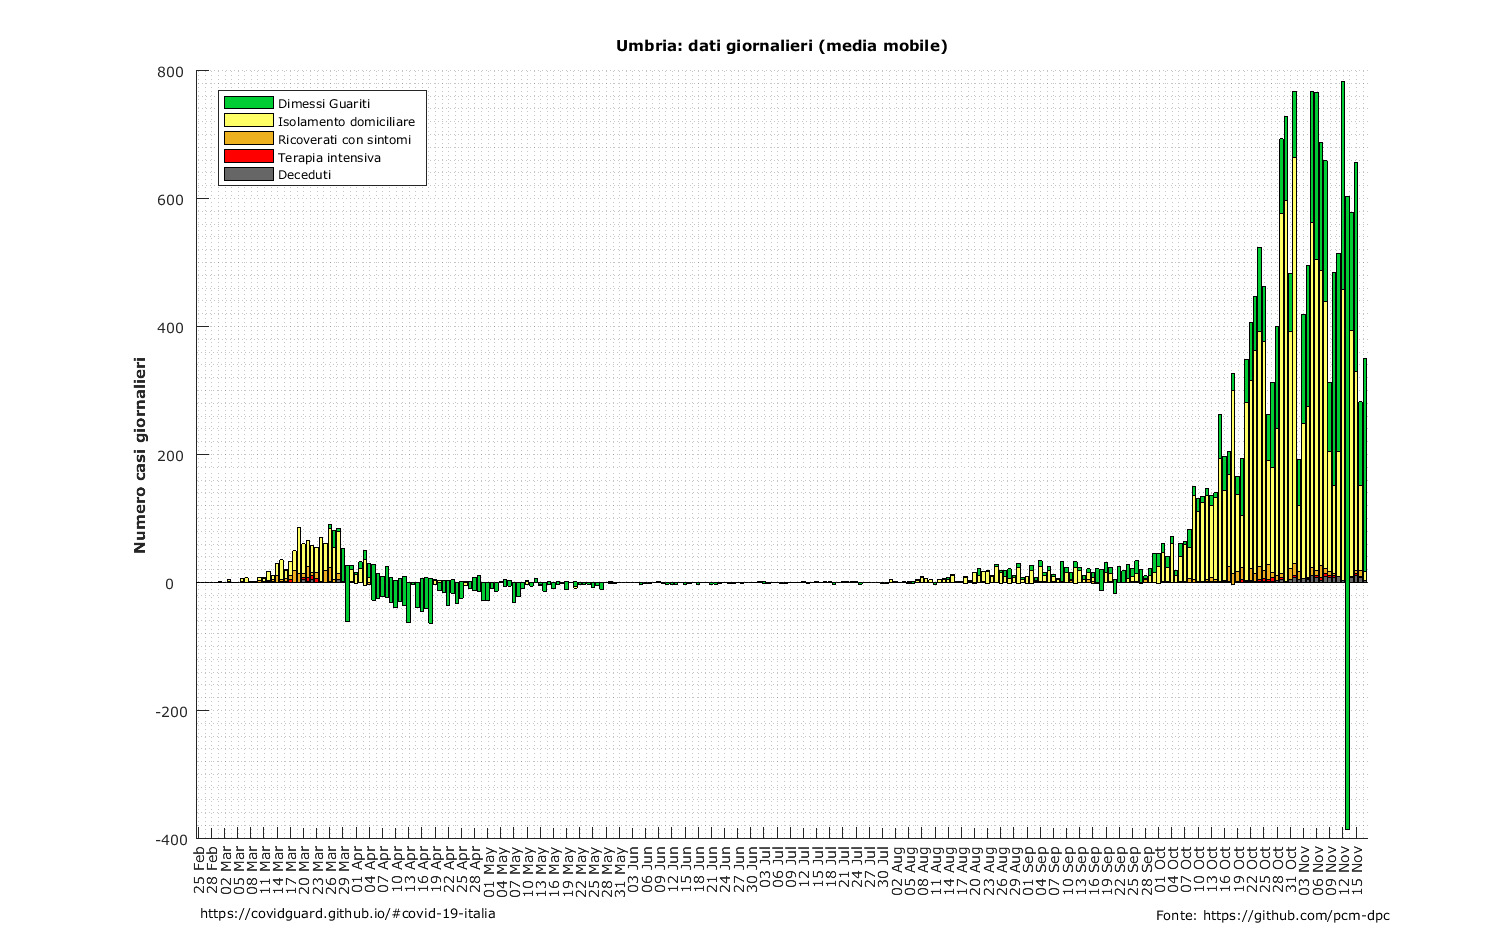 Umbria: dati giornalieri (media mobile)
800
600
400
200
0
-200
-400
Numero casi giornalieri
Dimessi Guariti
Isolamento domiciliare
Ricoverati con sintomi
Terapia intensiva
Deceduti
25 Feb
28 Feb
02 Mar
05 Mar
08 Mar
11 Mar
14 Mar
17 Mar
20 Mar
23 Mar
26 Mar
29 Mar
01 Apr
04 Apr
07 Apr
10 Apr
13 Apr
16 Apr
19 Apr
22 Apr
25 Apr
28 Apr
01 May
04 May
07 May
10 May
13 May
16 May
19 May
22 May
25 May
28 May
31 May
03 Jun
06 Jun
09 Jun
12 Jun
15 Jun
18 Jun
21 Jun
24 Jun
27 Jun
30 Jun
03 Jul
06 Jul
09 Jul
12 Jul
15 Jul
18 Jul
21 Jul
24 Jul
27 Jul
30 Jul
02 Aug
05 Aug
08 Aug
11 Aug
14 Aug
17 Aug
20 Aug
23 Aug
26 Aug
29 Aug
01 Sep
04 Sep
07 Sep
10 Sep
13 Sep
16 Sep
19 Sep
22 Sep
25 Sep
28 Sep
01 Oct
04 Oct
07 Oct
10 Oct
13 Oct
16 Oct
19 Oct
22 Oct
25 Oct
28 Oct
31 Oct
03 Nov
06 Nov
09 Nov
12 Nov
15 Nov
https://covidguard.github.io/#covid-19-italia
Fonte: https://github.com/pcm-dpc